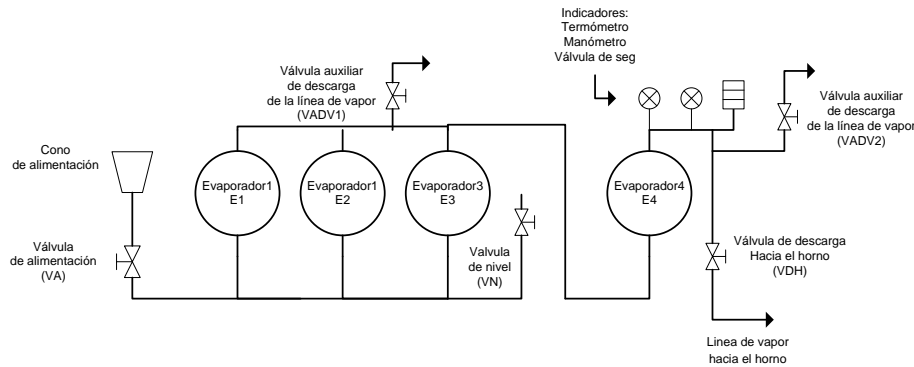 Indicadores:
Termómetro
Manómetro
Válvula de seg
Válvula auxiliar
de descarga
de la línea de vapor
(VADV1)
Válvula auxiliar
de descarga
de la línea de vapor
(VADV2)
Cono
de alimentación
Evaporador1
E1
Evaporador1
E2
Evaporador3
E3
Evaporador4
E4
Válvula
de alimentación
(VA)
Valvula
de nivel
(VN)
Válvula de descarga
Hacia el horno
(VDH)
Linea de vapor
hacia el horno